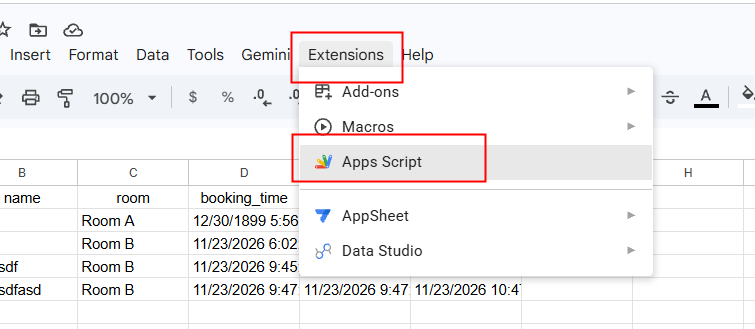 Insert Format Data Tools Gemini Extensions Help
100% $ % .0
Add-ons
Macros
Apps Script
AppSheet
Data Studio
A
B C D H
name room booking_time
Room A 12/30/1899 5:56
Room B 11/23/2026 6:02
sdf Room B 11/23/2026 9:45
sdfasd Room B 11/23/2026 9:47 11/23/2026 9:47 11/23/2026 10:47